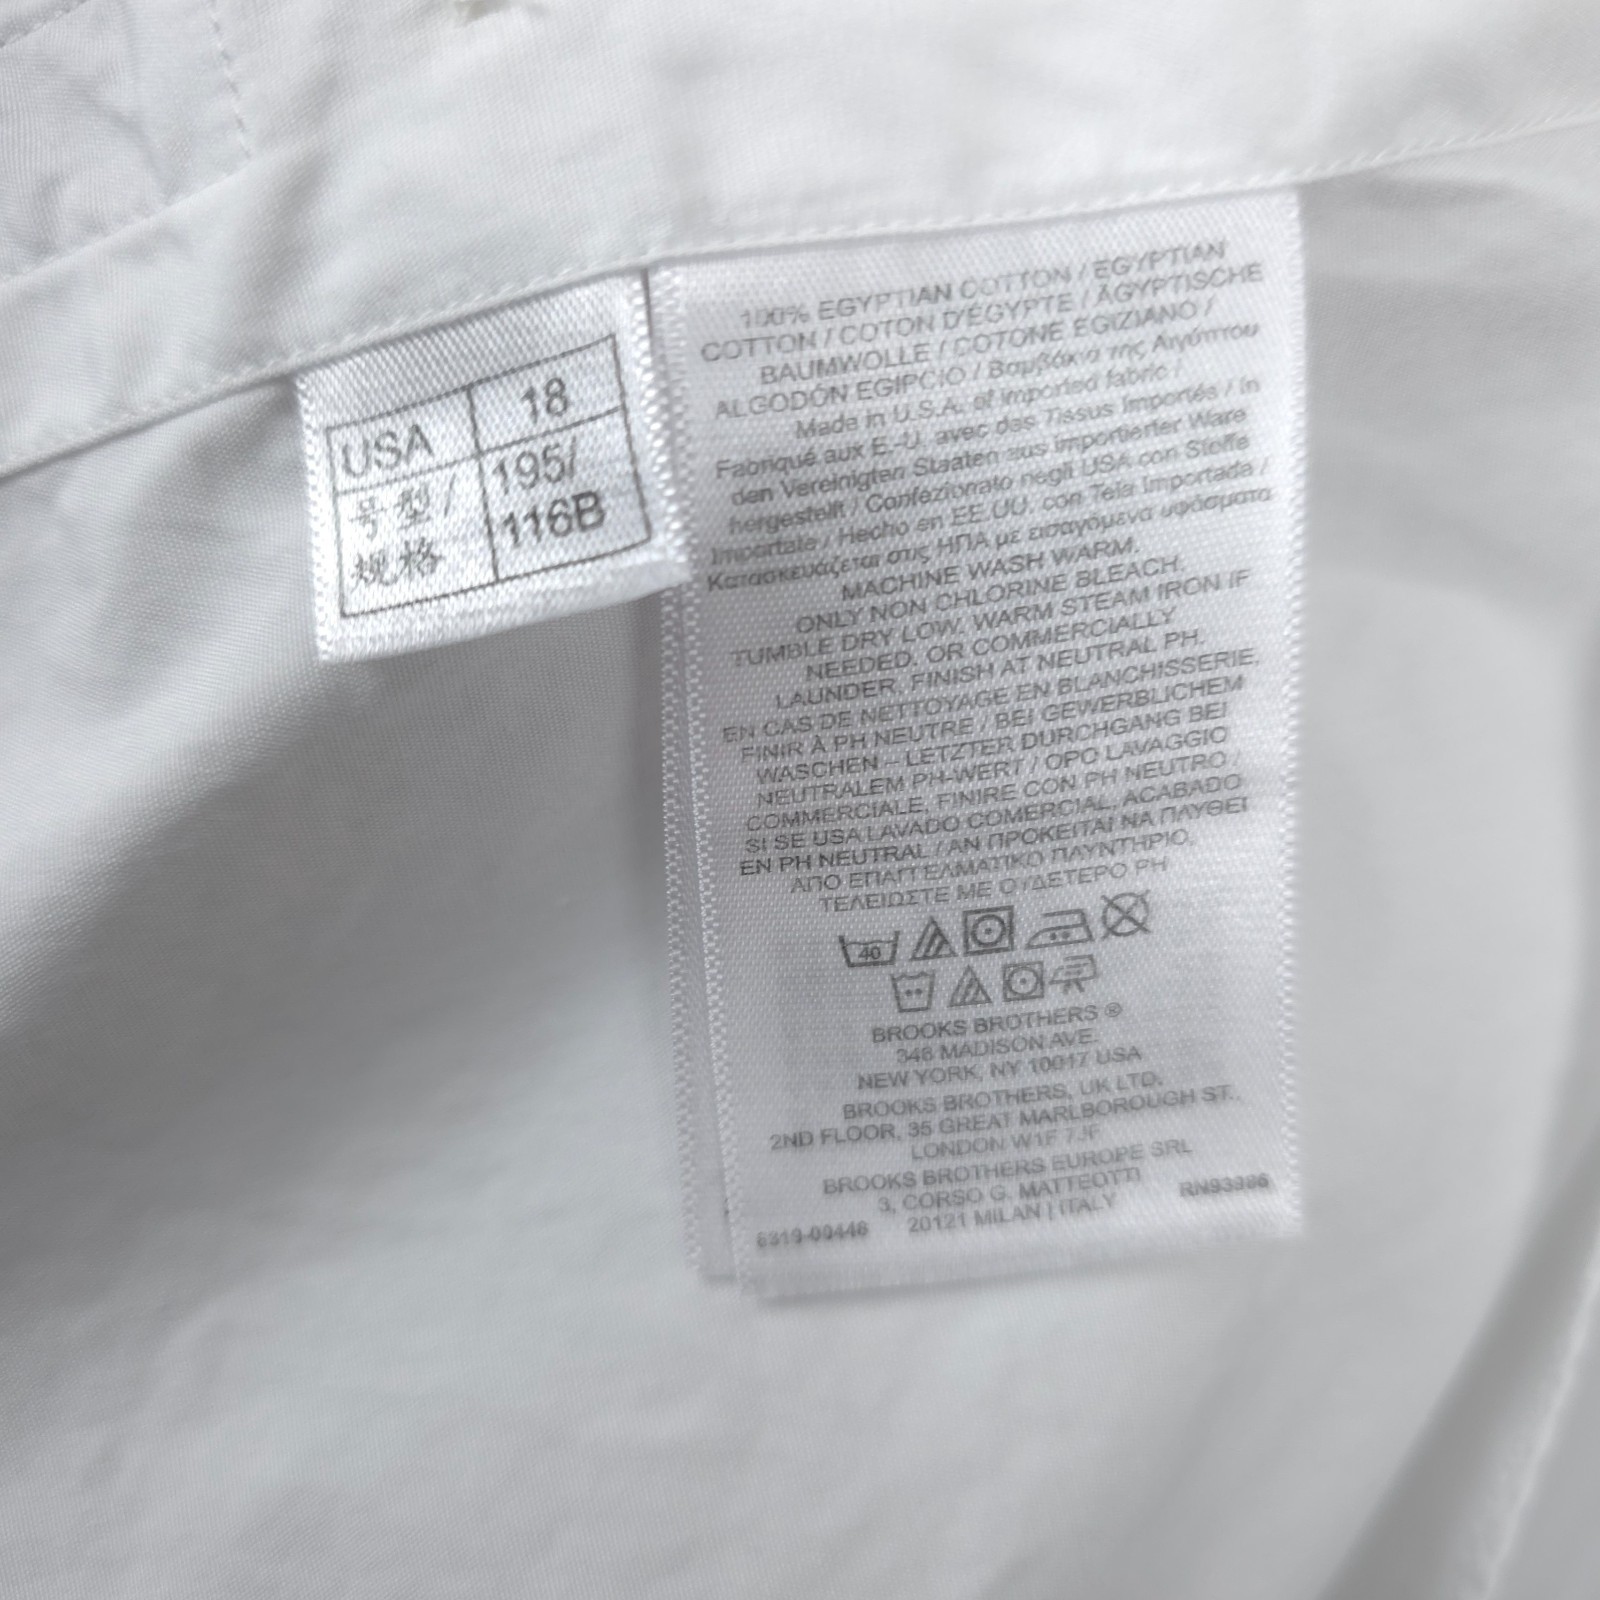 USA 18
号型/ 195/
规格 116B
100% EGYPTIAN COTTON / EGYPTIAN
COTTON / COTON D'ÉGYPTE / ÄGYPTISCHE
BAUMWOLLE / COTONE EGIZIANO /
ALGODÓN EGIPCIO / Βαμβάκια της Αιγύπτου
Made in U.S.A. of imported fabric /
Fabriqué aux E.-U. avec das Tissus Importés / In
den Vereinigten Staaten aus importierter Ware
hergestellt / Confezionato negli USA con Stoffe
Importate / Hecho en EE UU. con Tela Importada /
Κατασκευάζεται στις ΗΠΑ με εισαγόμενα υφάσματα
MACHINE WASH WARM.
ONLY NON CHLORINE BLEACH.
TUMBLE DRY LOW. WARM STEAM IRON IF
NEEDED. OR COMMERCIALLY
LAUNDER, FINISH AT NEUTRAL PH.
EN CAS DE NETTOYAGE EN BLANCHISSERIE,
FINIR À PH NEUTRE / BEI GEWERBLICHEM
WASCHEN – LETZTER DURCHGANG BEI
NEUTRALEM PH-WERT / OPO LAVAGGIO
COMMERCIALE, FINIRE CON PH NEUTRO /
SI SE USA LAVADO COMERCIAL, ACABADO
EN PH NEUTRAL / ΑΝ ΠΡΟΚΕΙΤΑΙ ΝΑ ΠΛΥΘΕΙ
ΑΠΟ ΕΠΑΓΓΕΛΜΑΤΙΚΟ ΠΛΥΝΤΗΡΙΟ,
ΤΕΛΕΙΩΣΤΕ ΜΕ ΟΥΔΕΤΕΡΟ PH
40
BROOKS BROTHERS ®
346 MADISON AVE.
NEW YORK, NY 10017 USA
BROOKS BROTHERS, UK LTD.
2ND FLOOR, 35 GREAT MARLBOROUGH ST.,
LONDON W1F 7JF
BROOKS BROTHERS EUROPE SRL
3, CORSO G. MATTEOTTI
20121 MILAN | ITALY
6319-00446
RN93986